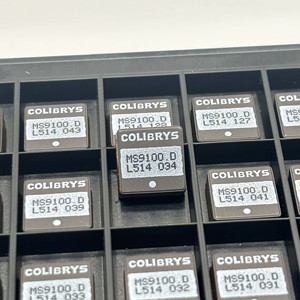 COLIBRYS
MS9100.D
L514 043
COLIBRYS
MS9100.D
L514 128
COLIBRYS
MS9100.D
L514 127
COLIBRYS
MS9100.D
L514 034
COLIBRYS
MS9100.D
L514 039
COLIBRYS
MS9100.D
L514 041
COLIBRYS
MS9100.D
L514 033
COLIBRYS
MS9100.D
L514 032
COLIBRYS
MS9100.D
L514 031